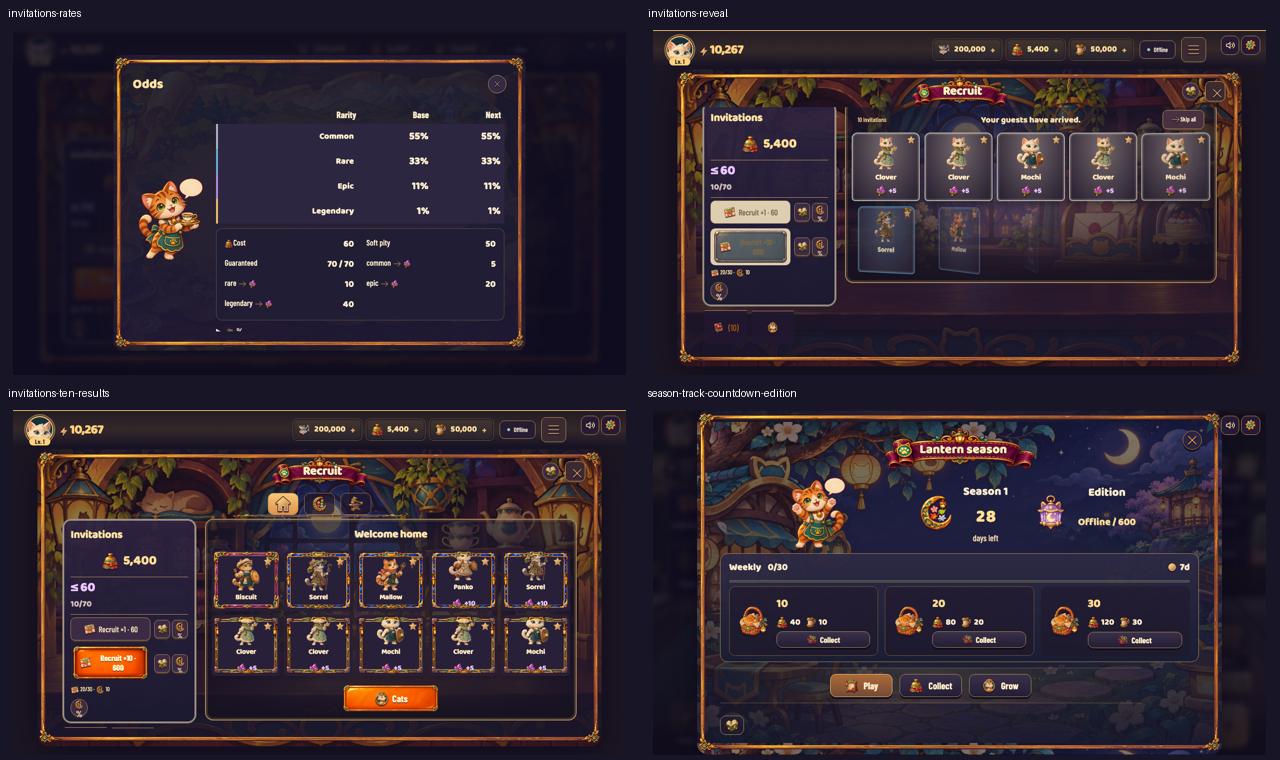 invitations-rates
Odds
Rarity Base Next
Common 55% 55%
Rare 33% 33%
Epic 11% 11%
Legendary 1% 1%
Cost 60 Soft pity 50
Guaranteed 70 / 70 common → 5
rare → 10 epic → 20
legendary → 40
invitations-reveal
Lv.1
10,267
200,000 +
5,400 +
50,000 +
Offline
Recruit
Invitations
5,400
≤ 60
10/70
Recruit ×1 · 60
%
%
20/30 · 10
%
(10)
10 invitations
Your guests have arrived.
→ Skip all
Clover Clover Mochi Clover Mochi
+5 +5 +5 +5 +5
Sorrel Mallow
invitations-ten-results
Lv.1
10,267
200,000 +
5,400 +
50,000 +
Offline
Recruit
Invitations
5,400
≤ 60
10/70
Recruit ×1 · 60
%
Recruit ×10 · 600
%
20/30 · 10
%
Welcome home
Biscuit Sorrel Mallow Panko Sorrel
+10 +10
Clover Clover Mochi Clover Mochi
+5 +5 +5 +5 +5
Cats
season-track-countdown-edition
Lantern season
Season 1
28
days left
Edition
Offline / 600
Weekly 0/30
7d
10
40 10
Collect
20
80 20
Collect
30
120 30
Collect
Play
Collect
Grow